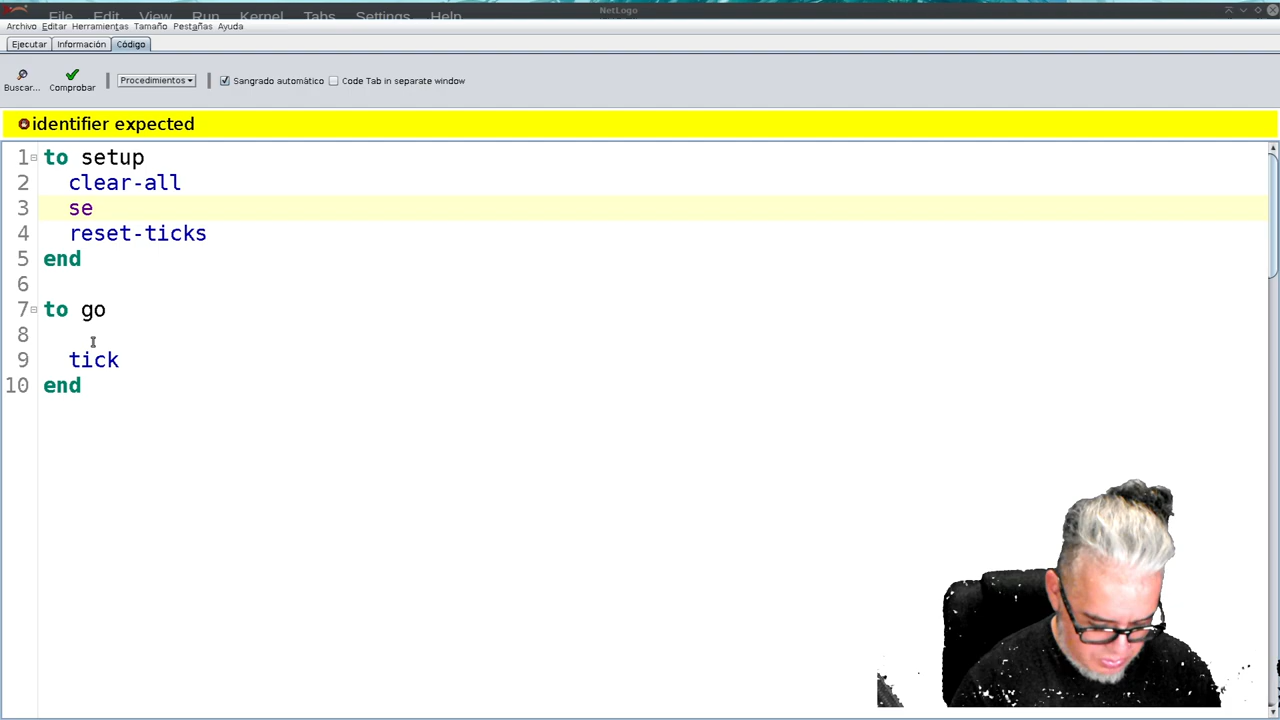 File Edit View Run Kernel Tabs Settings Help
NetLogo
Archivo Editar Herramientas Tamaño Pestañas Ayuda
Ejecutar Información Código
Buscar... Comprobar Procedimientos Sangrado automático Code Tab in separate window
identifier expected
1 to setup
2 clear-all
3 se
4 reset-ticks
5 end
6
7 to go
8
9 tick
10 end